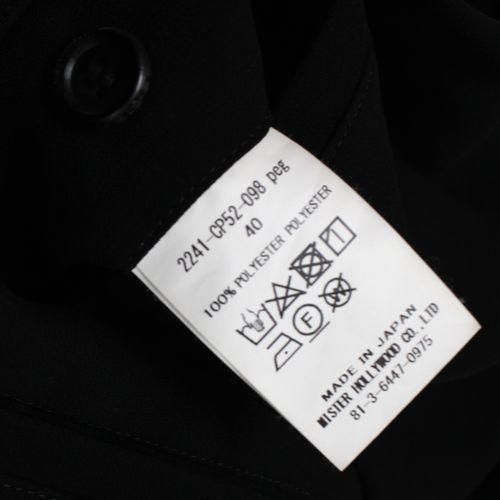 2241-CP52-098 peg
40
100% POLYESTER POLYESTER
F
W
MADE IN JAPAN
MISTER HOLLYWOOD CO.,LTD
81-3-6447-0975